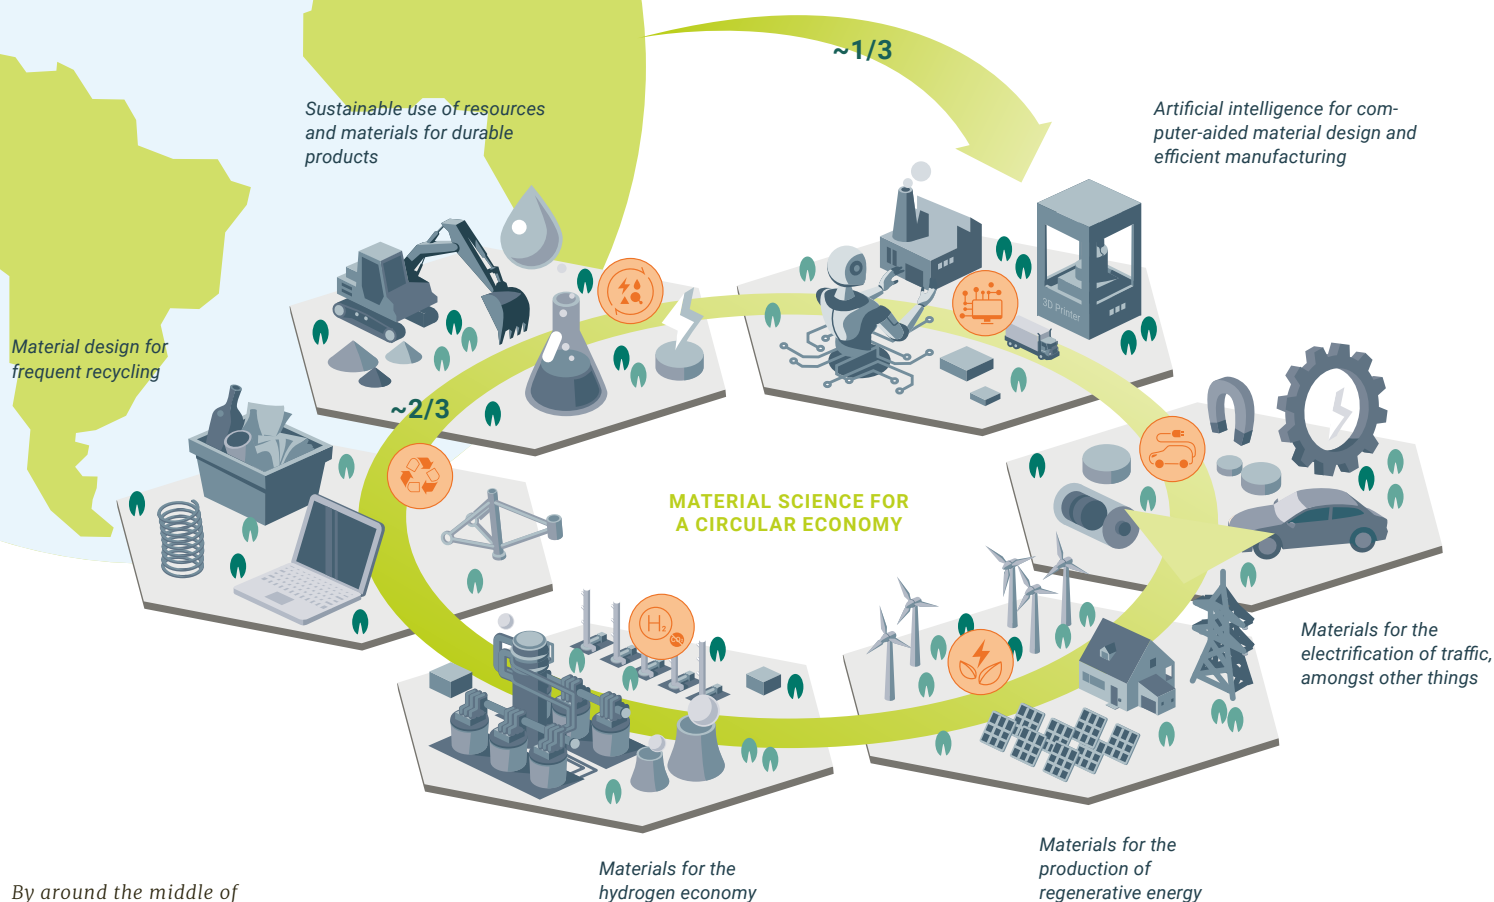 ~1/3
Sustainable use of resources
and materials for durable
products
Artificial intelligence for com-
puter-aided material design and
efficient manufacturing
3D Printer
Material design for
frequent recycling
~2/3
MATERIAL SCIENCE FOR
A CIRCULAR ECONOMY
H₂
CO₂
Materials for the
electrification of traffic,
amongst other things
Materials for the
production of
regenerative energy
Materials for the
hydrogen economy
By around the middle of